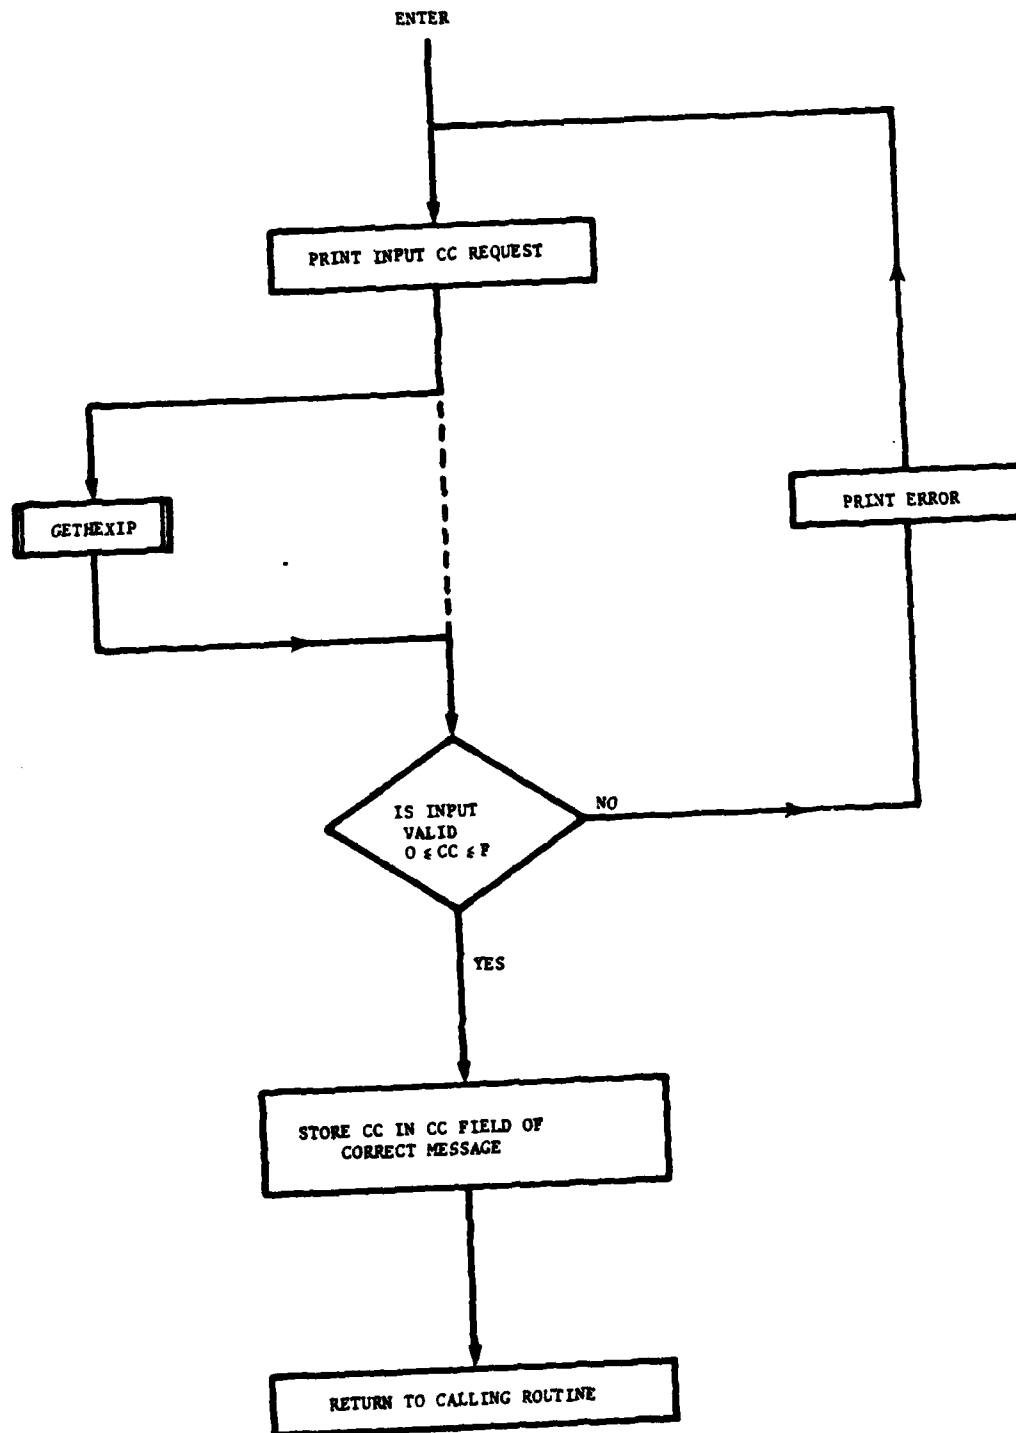 ENTER
PRINT INPUT CC REQUEST
GETHEXIP
PRINT ERROR
IS INPUT
VALID
0 ≤ CC ≤ F
NO
YES
STORE CC IN CC FIELD OF
CORRECT MESSAGE
RETURN TO CALLING ROUTINE